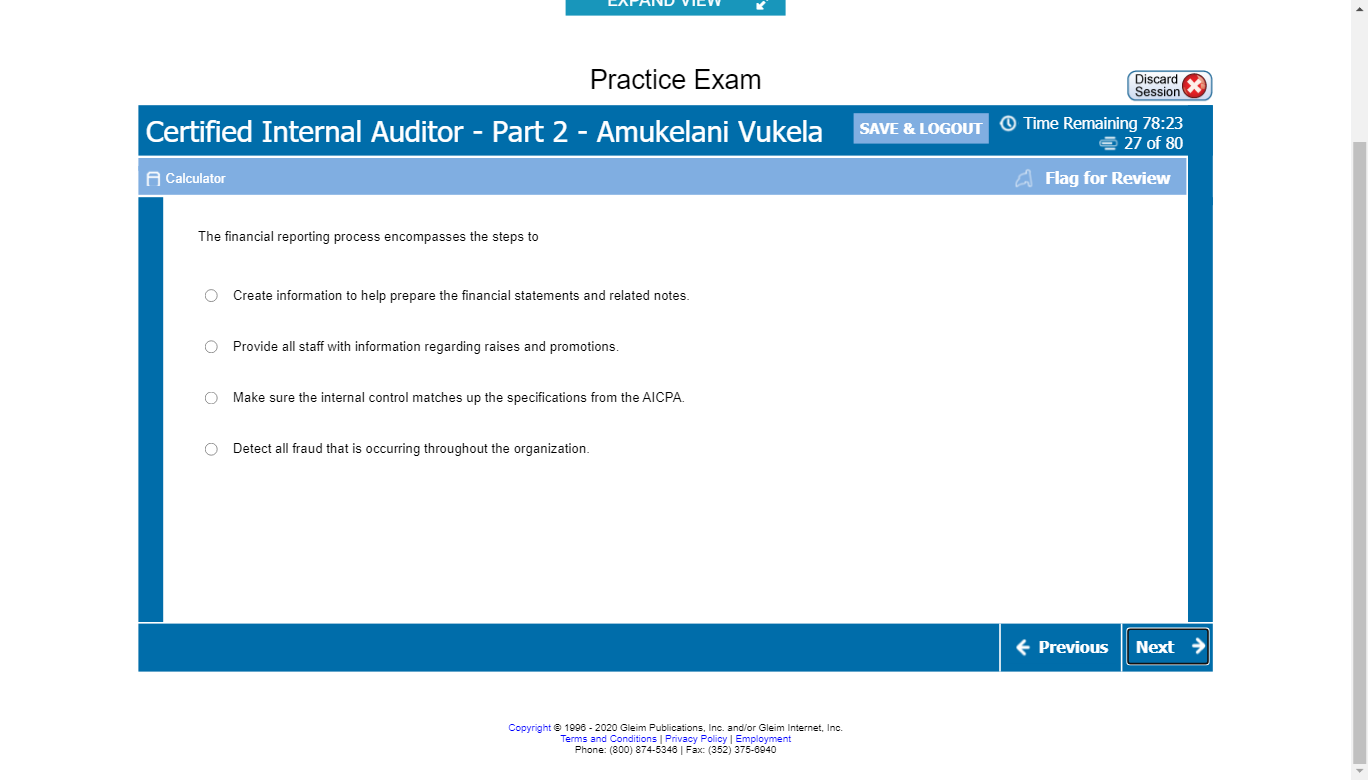 EXPAND VIEW
Practice Exam
Discard
Session
Certified Internal Auditor - Part 2 - Amukelani Vukela
SAVE & LOGOUT
Time Remaining 78:23
27 of 80
Calculator
Flag for Review
The financial reporting process encompasses the steps to
Create information to help prepare the financial statements and related notes.
Provide all staff with information regarding raises and promotions.
Make sure the internal control matches up the specifications from the AICPA.
Detect all fraud that is occurring throughout the organization.
Previous
Next
Copyright © 1996 - 2020 Gleim Publications, Inc. and/or Gleim Internet, Inc.
Terms and Conditions | Privacy Policy | Employment
Phone: (800) 874-5346 | Fax: (352) 375-6940